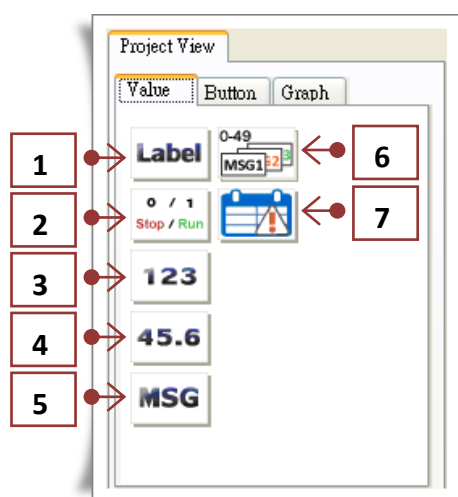 Project View
Value Button Graph
0-49
1 Label MSG1 G2 3 6
0 / 1
2 Stop / Run 7
3 123
4 45.6
5 MSG